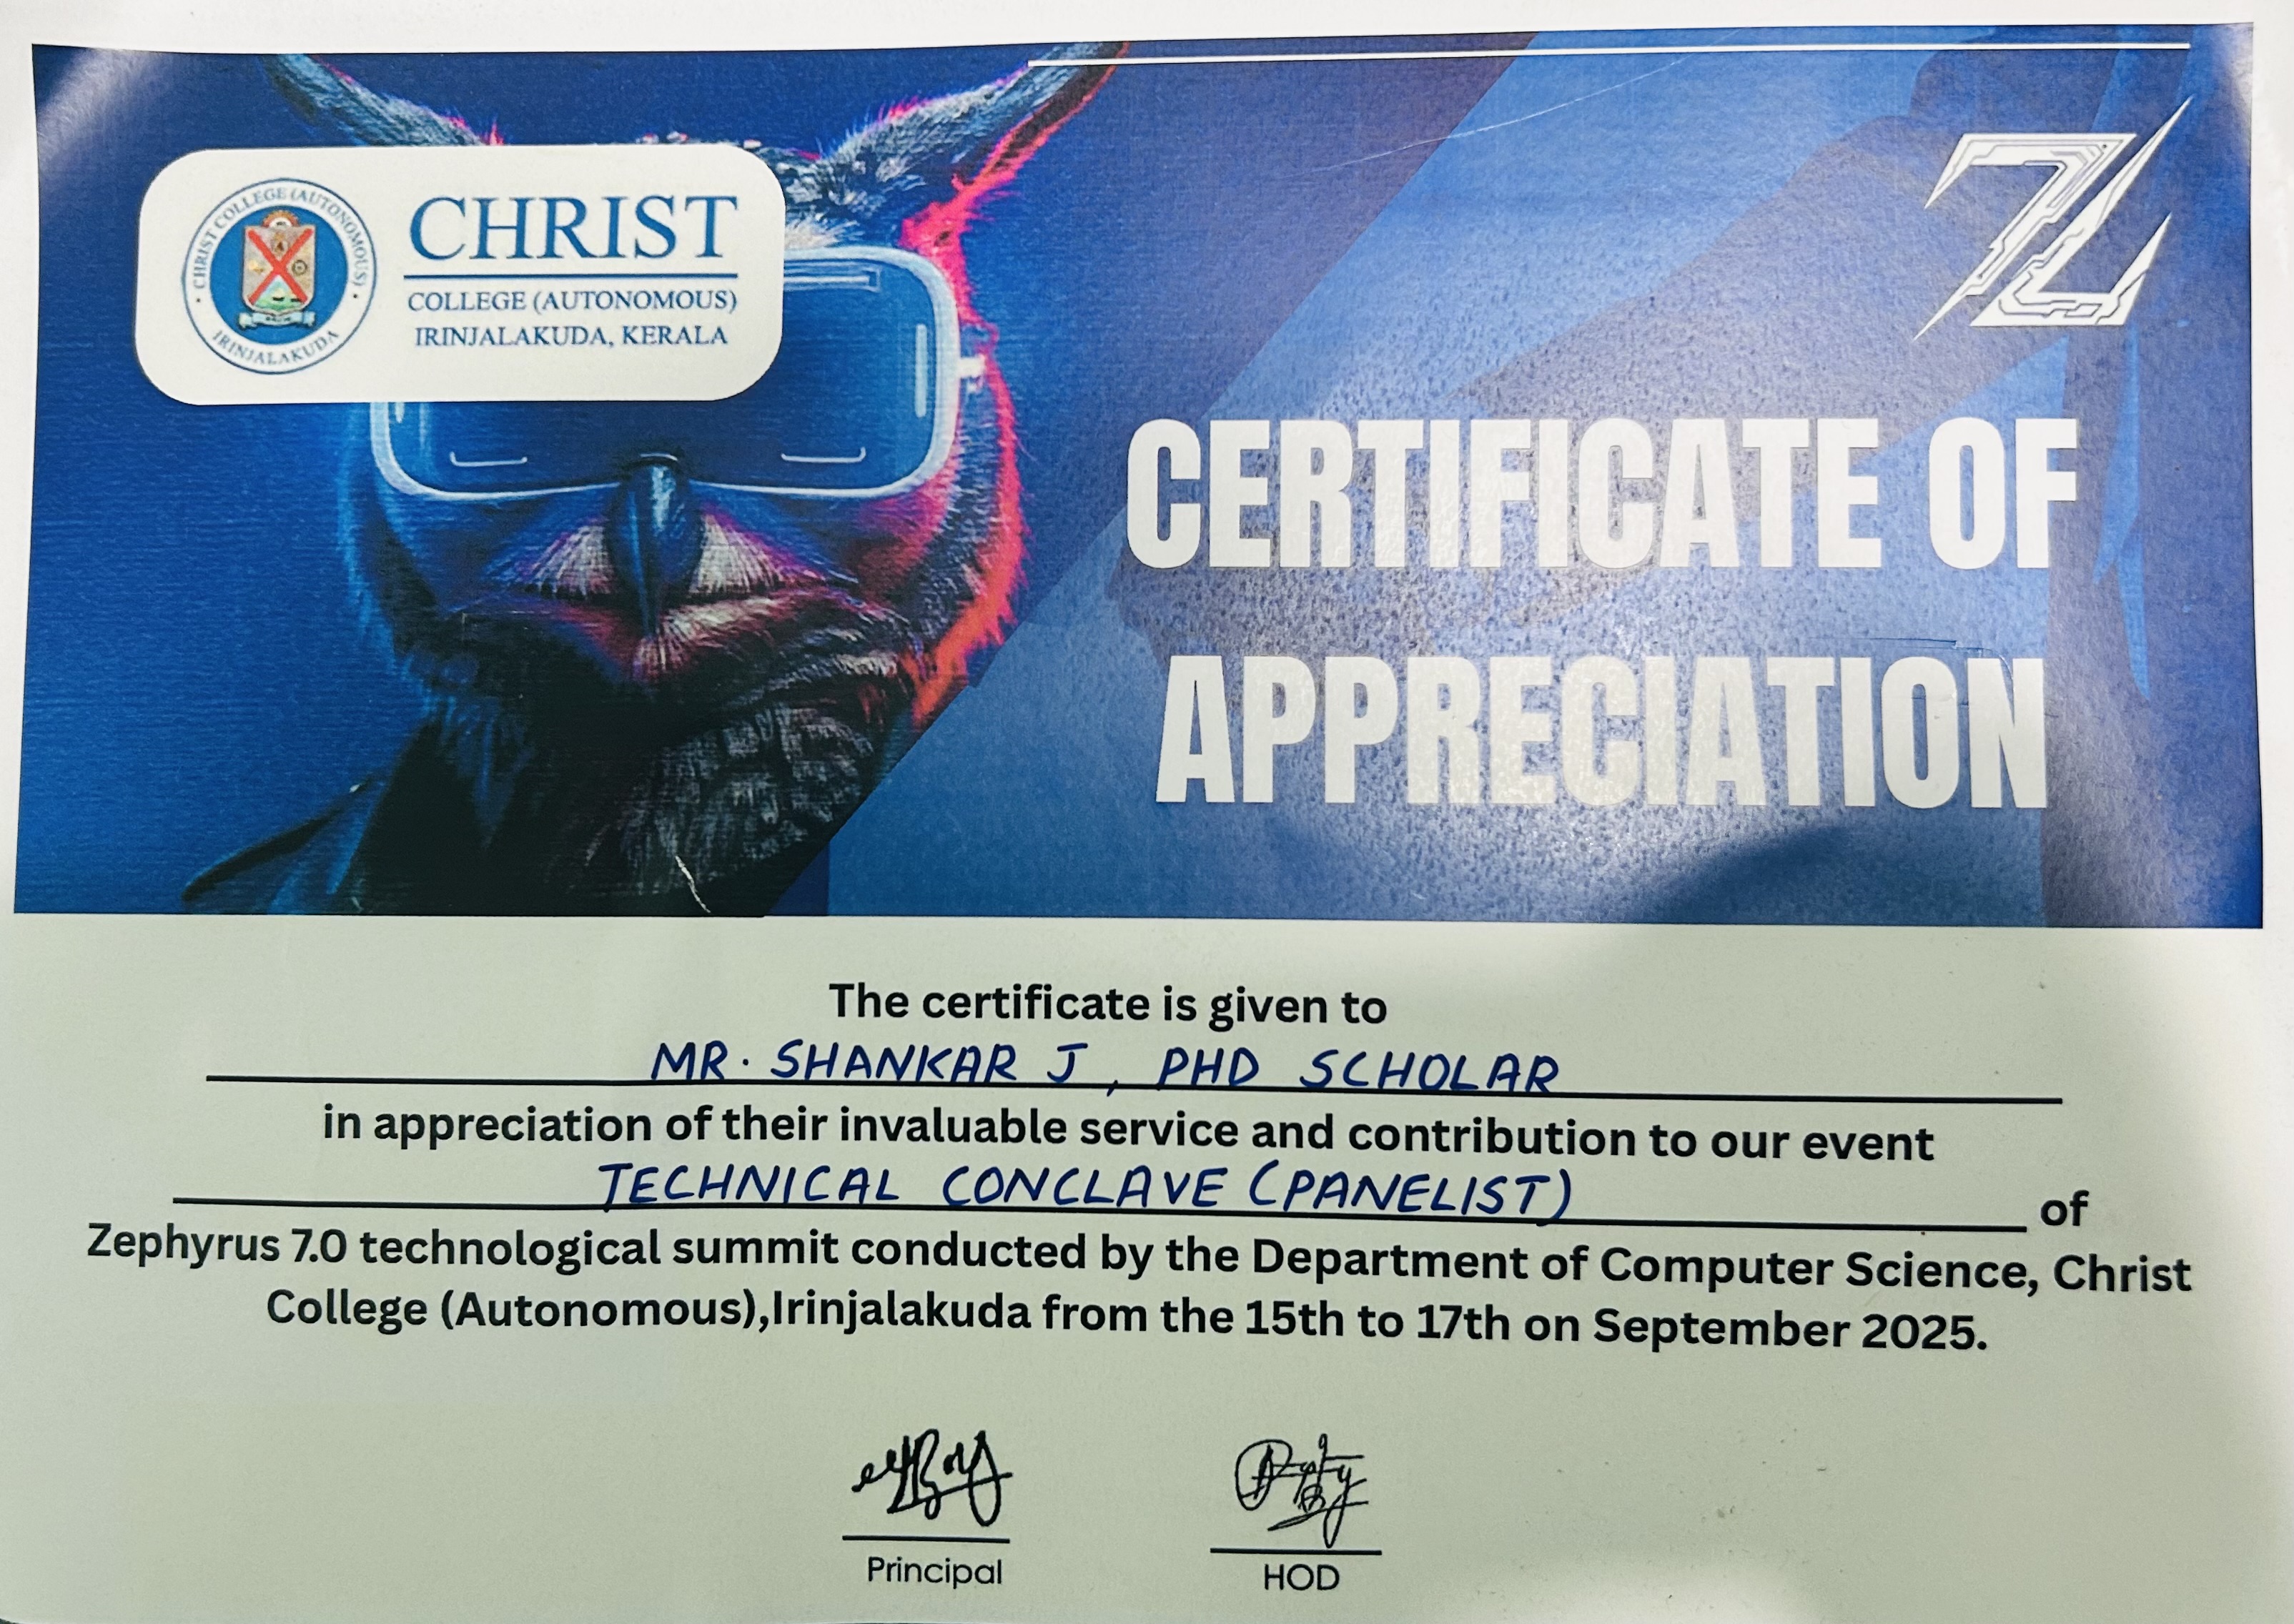 CHRIST COLLEGE (AUTONOMOUS)
IRINJALAKUDA
CHRIST
COLLEGE (AUTONOMOUS)
IRINJALAKUDA, KERALA
Z
CERTIFICATE OF
APPRECIATION
The certificate is given to
MR. SHANKAR J, PHD SCHOLAR
in appreciation of their invaluable service and contribution to our event
TECHNICAL CONCLAVE (PANELIST) of
Zephyrus 7.0 technological summit conducted by the Department of Computer Science, Christ
College (Autonomous),Irinjalakuda from the 15th to 17th on September 2025.
Principal
HOD